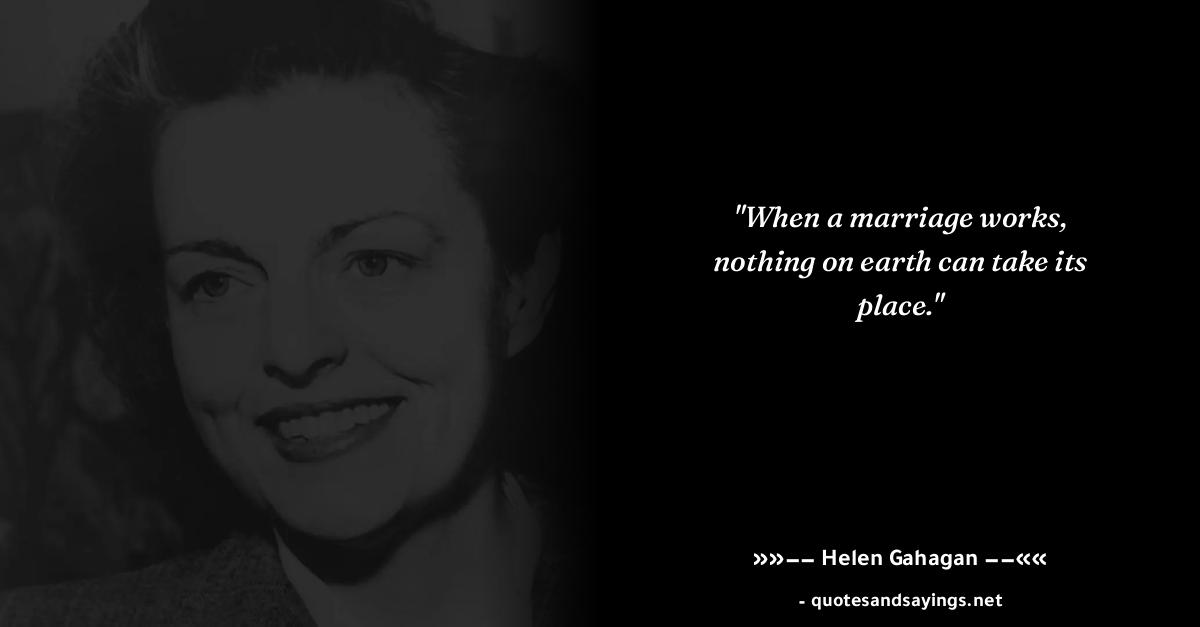 "When a marriage works,
nothing on earth can take its
place."
»»–– Helen Gahagan ––««
- quotesandsayings.net